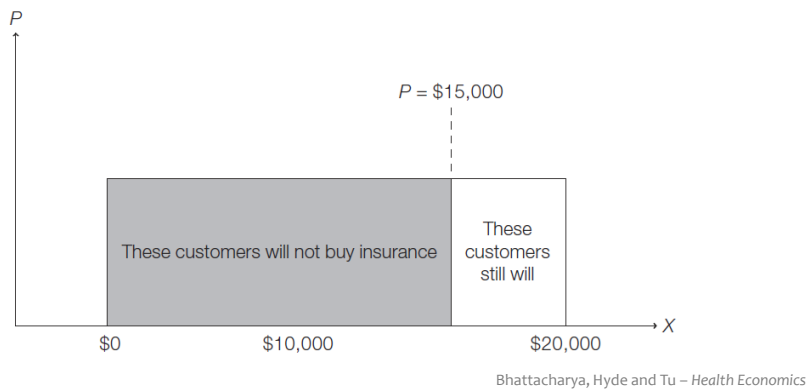 P
P = $15,000
These customers will not buy insurance
These
customers
still will
X
$0
$10,000
$20,000
Bhattacharya, Hyde and Tu – Health Economics